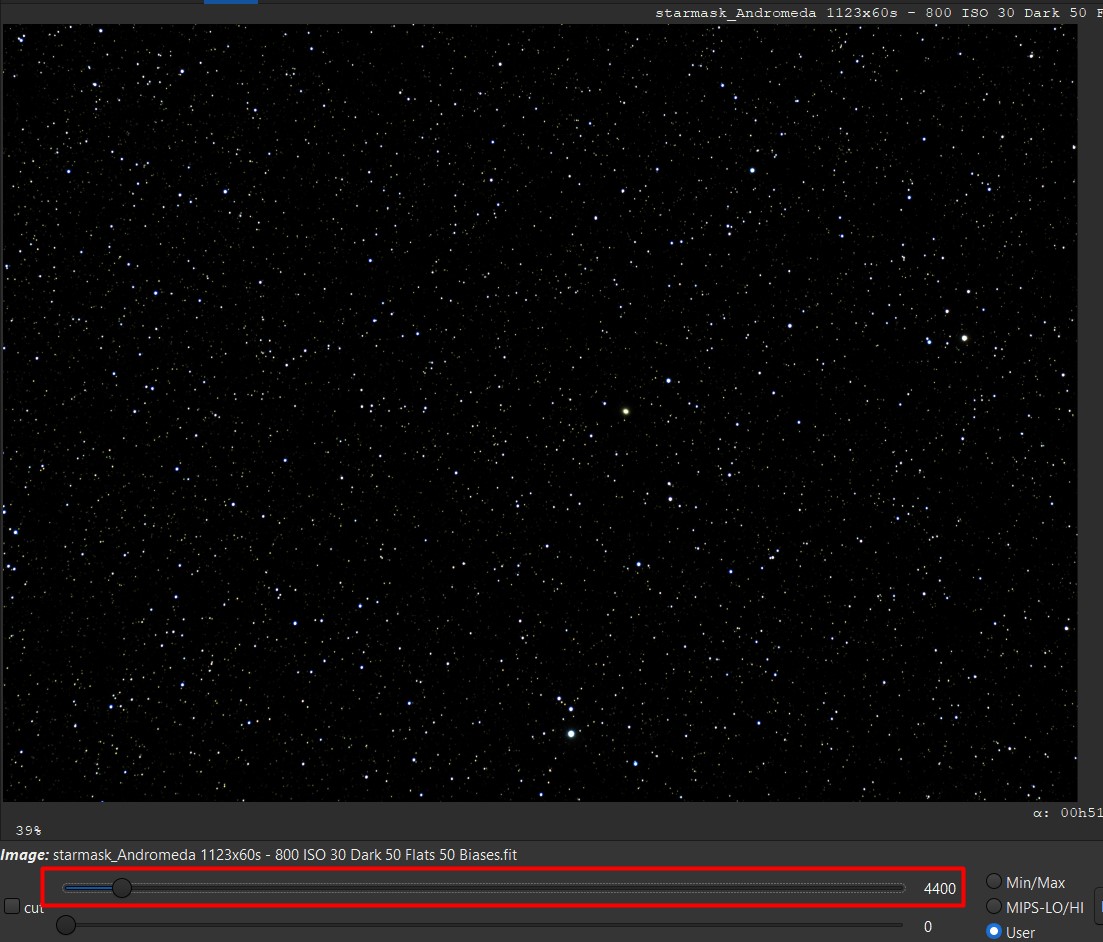 starmask_Andromeda 1123x60s - 800 ISO 30 Dark 50 F
α: 00h51
39%
Image: starmask_Andromeda 1123x60s - 800 ISO 30 Dark 50 Flats 50 Biases.fit
4400
Min/Max
cut
MIPS-LO/HI
0
User